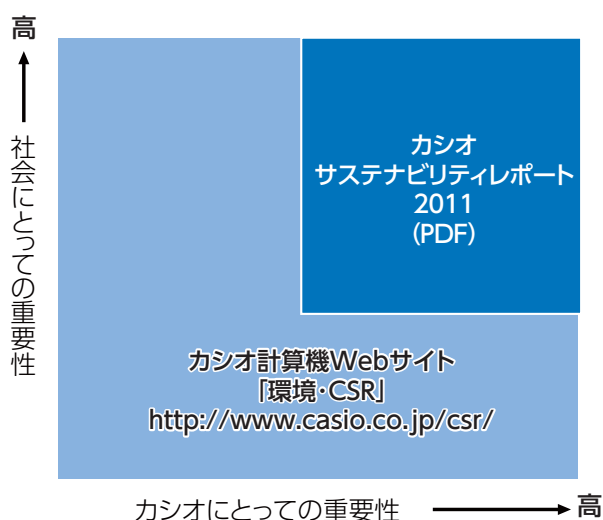 高
社会にとっての重要性
カシオ
サステナビリティレポート
2011
(PDF)
カシオ計算機Webサイト
「環境・CSR」
http://www.casio.co.jp/csr/
カシオにとっての重要性
高